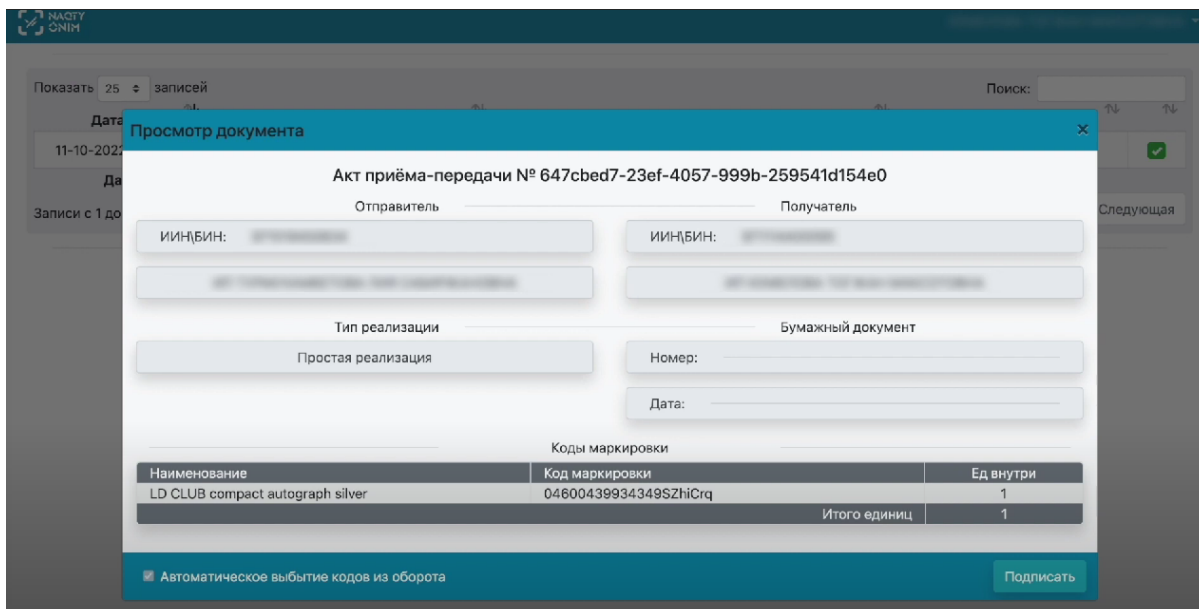 NAQTY
ÓNIM
Показать 25 записей
Поиск:
Дата
11-10-2022
Да
Записи с 1 до
Следующая
Просмотр документа
×
Акт приёма-передачи № 647cbed7-23ef-4057-999b-259541d154e0
Отправитель Получатель
ИИН\БИН: ИИН\БИН:
Тип реализации Бумажный документ
Простая реализация Номер:
Дата:
Коды маркировки
Наименование Код маркировки Ед внутри
LD CLUB compact autograph silver 04600439934349SZhiCrq 1
Итого единиц 1
Автоматическое выбытие кодов из оборота Подписать